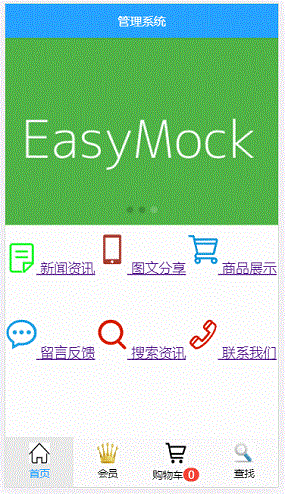 管理系统
EasyMock
新闻资讯 图文分享 商品展示
留言反馈 搜索资讯 联系我们
首页 会员 购物车 0 查找